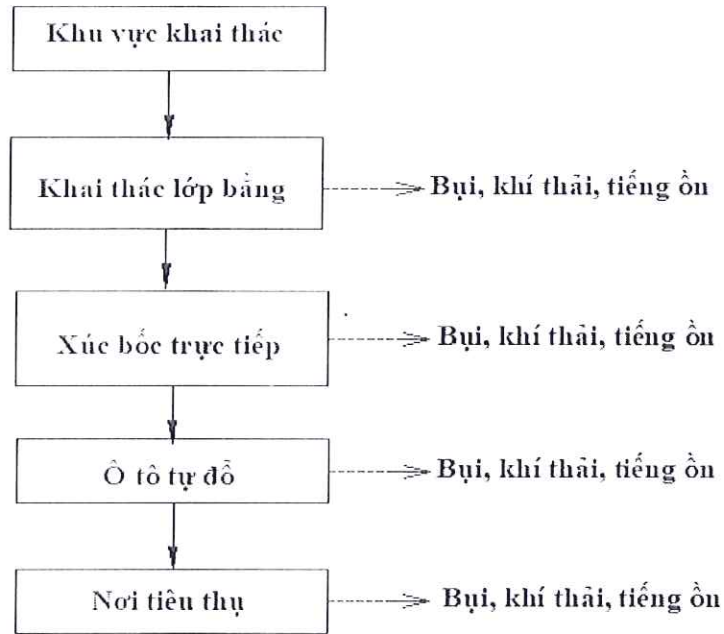 Khu vực khai thác
Khai thác lớp bằng
Bụi, khí thải, tiếng ồn
Xúc bốc trực tiếp
Bụi, khí thải, tiếng ồn
Ô tô tự đổ
Bụi, khí thải, tiếng ồn
Nơi tiêu thụ
Bụi, khí thải, tiếng ồn